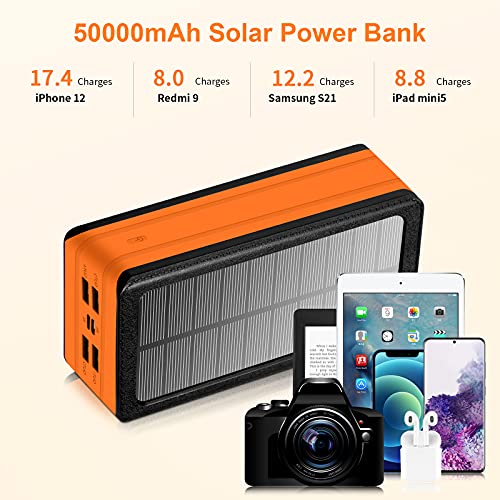 50000mAh Solar Power Bank
17.4 Charges
iPhone 12
8.0 Charges
Redmi 9
12.2 Charges
Samsung S21
8.8 Charges
iPad mini5